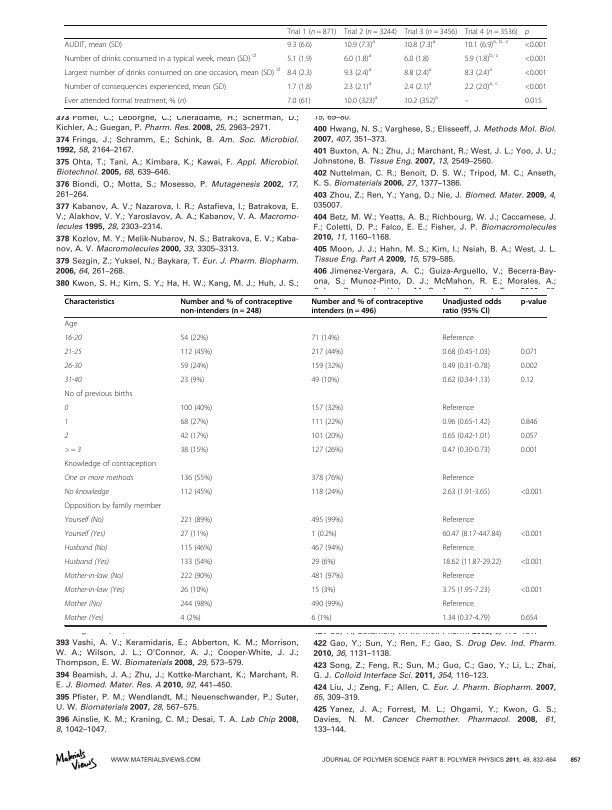 Trial 1 (n = 871) Trial 2 (n = 3244) Trial 3 (n = 3456) Trial 4 (n = 3536) p
AUDIT, mean (SD) 9.3 (6.6) 10.9 (7.3)a 10.8 (7.3)a 10.1 (6.9)a, b, c <0.001
Number of drinks consumed in a typical week, mean (SD) d 5.1 (1.9) 6.0 (1.8)a 6.0 (1.8) 5.9 (1.8)b, c <0.001
Largest number of drinks consumed on one occasion, mean (SD) d 8.4 (2.3) 9.3 (2.4)a 8.8 (2.4)a 8.3 (2.4)a <0.001
Number of consequences experienced, mean (SD) 1.7 (1.8) 2.3 (2.1)a 2.4 (2.1)a 2.2 (2.0)a, c <0.001
Ever attended formal treatment, % (n) 7.0 (61) 10.0 (323)a 10.2 (352)a – 0.015
373 Pomel, C.; Leborgne, C.; Cheradame, H.; Scherman, D.;
Kichler, A.; Guegan, P. Pharm. Res. 2008, 25, 2963–2971.
374 Frings, J.; Schramm, E.; Schink, B. Am. Soc. Microbiol.
1992, 58, 2164–2167.
375 Ohta, T.; Tani, A.; Kimbara, K.; Kawai, F. Appl. Microbiol.
Biotechnol. 2005, 68, 639–646.
376 Biondi, O.; Motta, S.; Mosesso, P. Mutagenesis 2002, 17,
261–264.
377 Kabanov, A. V.; Nazarova, I. R.; Astafieva, I.; Batrakova, E.
V.; Alakhov, V. Y.; Yaroslavov, A. A.; Kabanov, V. A. Macromo-
lecules 1995, 28, 2303–2314.
378 Kozlov, M. Y.; Melik-Nubarov, N. S.; Batrakova, E. V.; Kaba-
nov, A. V. Macromolecules 2000, 33, 3305–3313.
379 Sezgin, Z.; Yuksel, N.; Baykara, T. Eur. J. Pharm. Biopharm.
2006, 64, 261–268.
380 Kwon, S. H.; Kim, S. Y.; Ha, H. W.; Kang, M. J.; Huh, J. S.;
15, 69–80.
400 Hwang, N. S.; Varghese, S.; Elisseeff, J. Methods Mol. Biol.
2007, 407, 351–373.
401 Buxton, A. N.; Zhu, J.; Marchant, R.; West, J. L.; Yoo, J. U.;
Johnstone, B. Tissue Eng. 2007, 13, 2549–2560.
402 Nuttelman, C. R.; Benoit, D. S. W.; Tripodi, M. C.; Anseth,
K. S. Biomaterials 2006, 27, 1377–1386.
403 Zhou, Z.; Ren, Y.; Yang, D.; Nie, J. Biomed. Mater. 2009, 4,
035007.
404 Betz, M. W.; Yeatts, A. B.; Richbourg, W. J.; Caccamese, J.
F.; Coletti, D. P.; Falco, E. E.; Fisher, J. P. Biomacromolecules
2010, 11, 1160–1168.
405 Moon, J. J.; Hahn, M. S.; Kim, I.; Nsiah, B. A.; West, J. L.
Tissue Eng. Part A 2009, 15, 579–585.
406 Jimenez-Vergara, A. C.; Guiza-Arguello, V.; Becerra-Bay-
ona, S.; Munoz-Pinto, D. J.; McMahon, R. E.; Morales, A.;
Characteristics Number and % of contraceptive non-intenders (n = 248) Number and % of contraceptive intenders (n = 496) Unadjusted odds ratio (95% CI) p-value
Age
16-20 54 (22%) 71 (14%) Reference
21-25 112 (45%) 217 (44%) 0.68 (0.45-1.03) 0.071
26-30 59 (24%) 159 (32%) 0.49 (0.31-0.78) 0.002
31-40 23 (9%) 49 (10%) 0.62 (0.34-1.13) 0.12
No of previous births
0 100 (40%) 157 (32%) Reference
1 68 (27%) 111 (22%) 0.96 (0.65-1.42) 0.846
2 42 (17%) 101 (20%) 0.65 (0.42-1.01) 0.057
> = 3 38 (15%) 127 (26%) 0.47 (0.30-0.73) 0.001
Knowledge of contraception
One or more methods 136 (55%) 378 (76%) Reference
No knowledge 112 (45%) 118 (24%) 2.63 (1.91-3.65) <0.001
Opposition by family member
Yourself (No) 221 (89%) 495 (99%) Reference
Yourself (Yes) 27 (11%) 1 (0.2%) 60.47 (8.17-447.84) <0.001
Husband (No) 115 (46%) 467 (94%) Reference
Husband (Yes) 133 (54%) 29 (6%) 18.62 (11.87-29.22) <0.001
Mother-in-law (No) 222 (90%) 481 (97%) Reference
Mother-in-law (Yes) 26 (10%) 15 (3%) 3.75 (1.95-7.23) <0.001
Mother (No) 244 (98%) 490 (99%) Reference
Mother (Yes) 4 (2%) 6 (1%) 1.34 (0.37-4.79) 0.654
393 Vashi, A. V.; Keramidaris, E.; Abberton, K. M.; Morrison,
W. A.; Wilson, J. L.; O’Connor, A. J.; Cooper-White, J. J.;
Thompson, E. W. Biomaterials 2008, 29, 573–579.
394 Beamish, J. A.; Zhu, J.; Kottke-Marchant, K.; Marchant, R.
E. J. Biomed. Mater. Res. A 2010, 92, 441–450.
395 Pfister, P. M.; Wendlandt, M.; Neuenschwander, P.; Suter,
U. W. Biomaterials 2007, 28, 567–575.
396 Ainslie, K. M.; Kraning, C. M.; Desai, T. A. Lab Chip 2008,
8, 1042–1047.
422 Gao, Y.; Sun, Y.; Ren, F.; Gao, S. Drug Dev. Ind. Pharm.
2010, 36, 1131–1138.
423 Song, Z.; Feng, R.; Sun, M.; Guo, C.; Gao, Y.; Li, L.; Zhai,
G. J. Colloid Interface Sci. 2011, 354, 116–123.
424 Liu, J.; Zeng, F.; Allen, C. Eur. J. Pharm. Biopharm. 2007,
65, 309–319.
425 Yanez, J. A.; Forrest, M. L.; Ohgami, Y.; Kwon, G. S.;
Davies, N. M. Cancer Chemother. Pharmacol. 2008, 61,
133–144.
Materials Views WWW.MATERIALSVIEWS.COM JOURNAL OF POLYMER SCIENCE PART B: POLYMER PHYSICS 2011, 49, 832–864 857